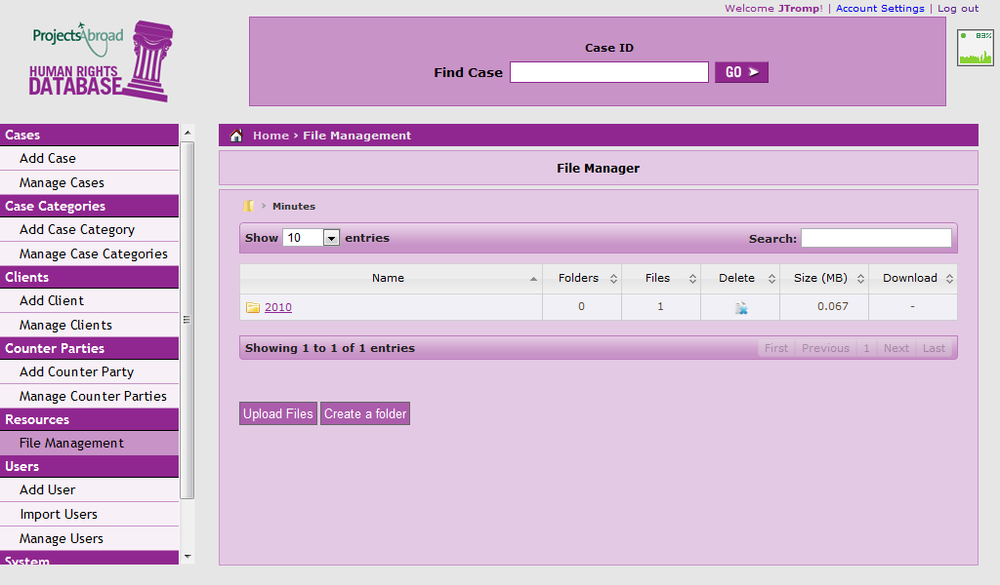 Welcome JTromp! | Account Settings | Log out
ProjectsAbroad
HUMAN RIGHTS
DATABASE
Case ID
Find Case GO
83%
Cases
Add Case
Manage Cases
Case Categories
Add Case Category
Manage Case Categories
Clients
Add Client
Manage Clients
Counter Parties
Add Counter Party
Manage Counter Parties
Resources
File Management
Users
Add User
Import Users
Manage Users
System
Home › File Management
File Manager
› Minutes
Show 10 entries Search:
Name Folders Files Delete Size (MB) Download
2010 0 1 0.067 -
Showing 1 to 1 of 1 entries First Previous 1 Next Last
Upload Files Create a folder